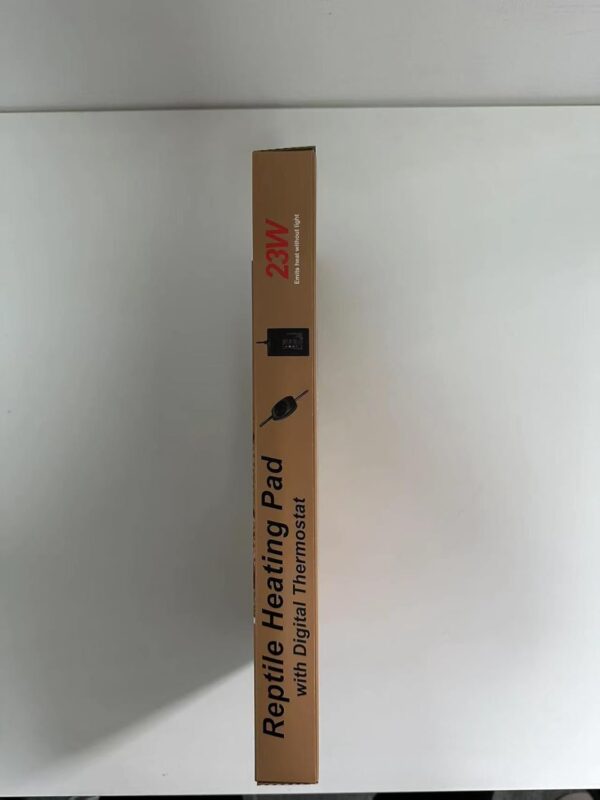 Reptile Heating Pad
with Digital Thermostat
23W
Emits heat without light